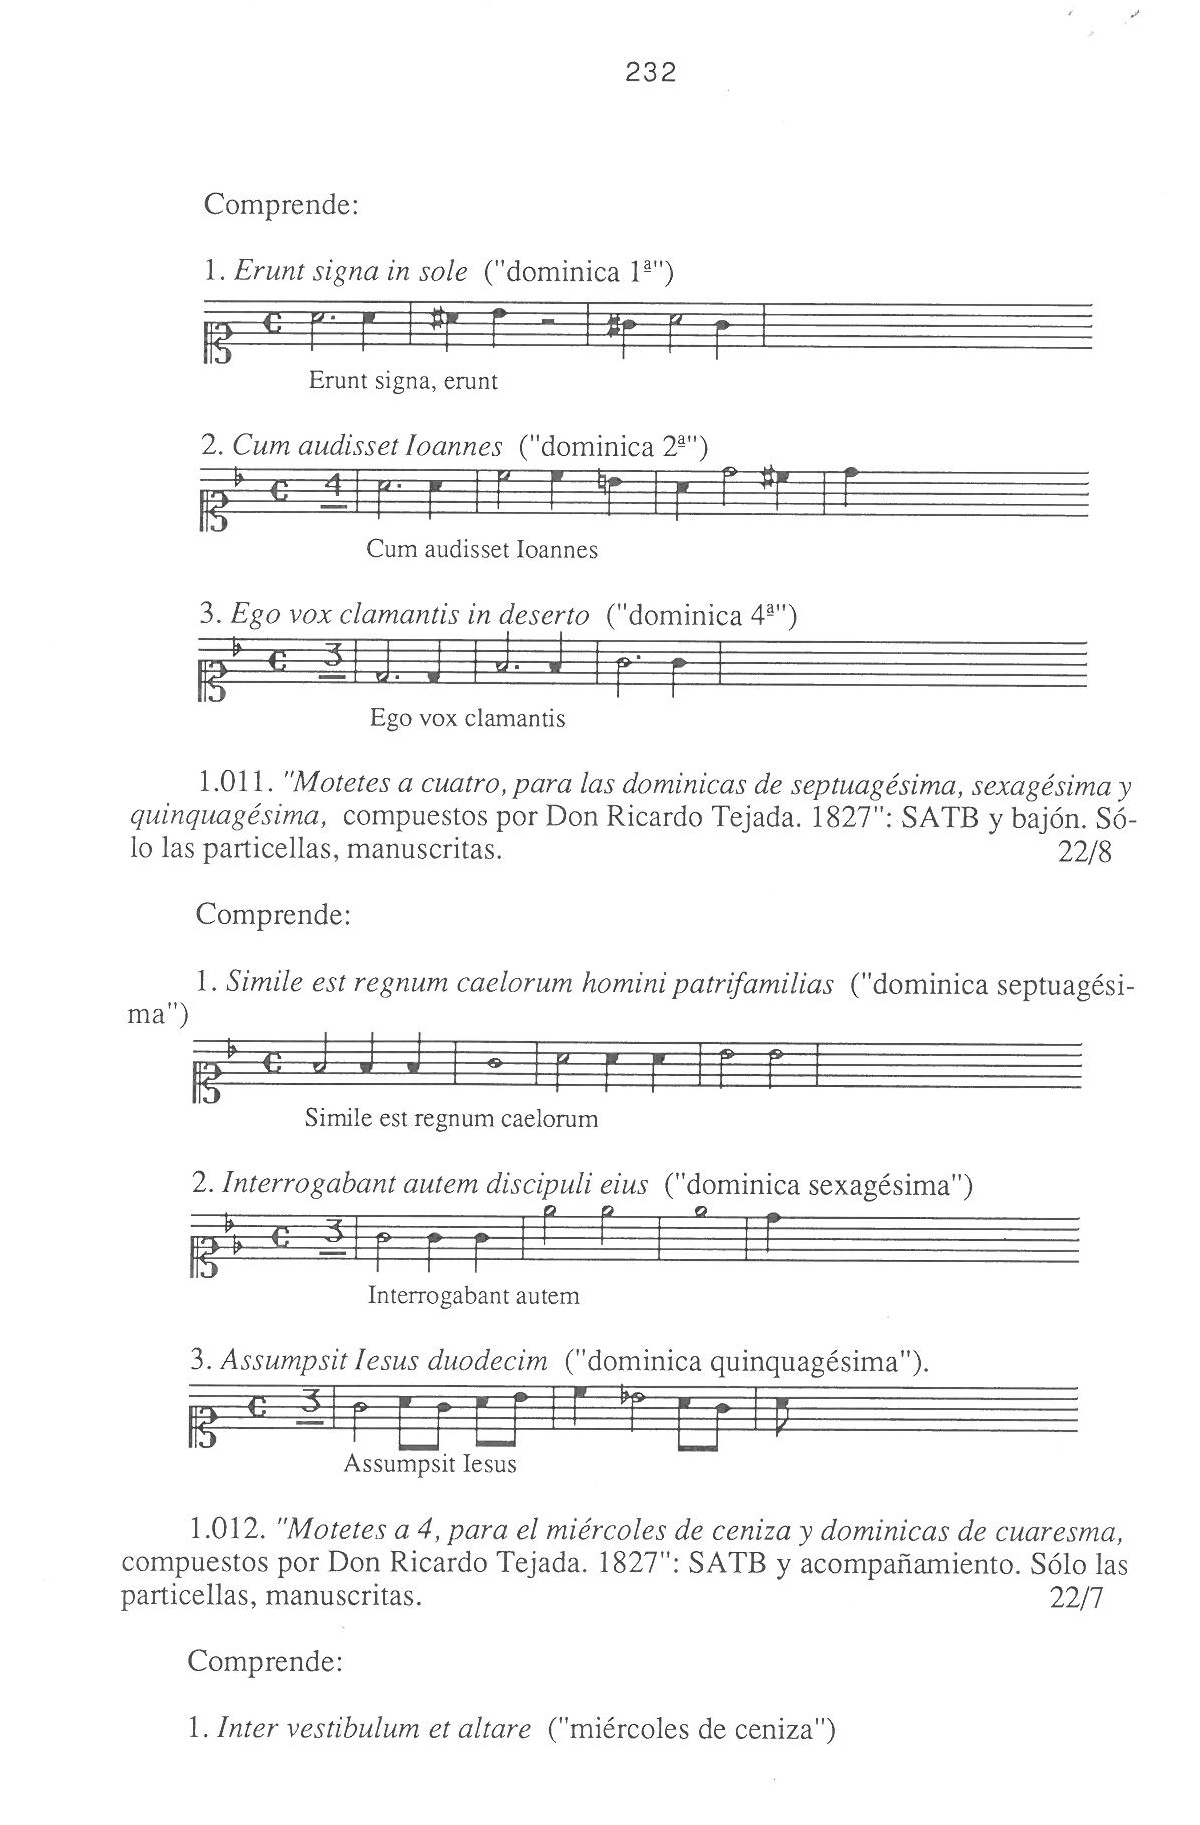 232
Comprende:
1. Erunt signa in sole ("dominica 1ª")
Erunt signa, erunt
2. Cum audisset Ioannes ("dominica 2ª")
4
Cum audisset Ioannes
3. Ego vox clamantis in deserto ("dominica 4ª")
3
Ego vox clamantis
1.011. "Motetes a cuatro, para las dominicas de septuagésima, sexagésima y
quinquagésima, compuestos por Don Ricardo Tejada. 1827": SATB y bajón. Só-
lo las particellas, manuscritas. 22/8
Comprende:
1. Simile est regnum caelorum homini patrifamilias ("dominica septuagési-
ma")
Simile est regnum caelorum
2. Interrogabant autem discipuli eius ("dominica sexagésima")
3
Interrogabant autem
3. Assumpsit Iesus duodecim ("dominica quinquagésima").
3
Assumpsit Iesus
1.012. "Motetes a 4, para el miércoles de ceniza y dominicas de cuaresma,
compuestos por Don Ricardo Tejada. 1827": SATB y acompañamiento. Sólo las
particellas, manuscritas. 22/7
Comprende:
1. Inter vestibulum et altare ("miércoles de ceniza")